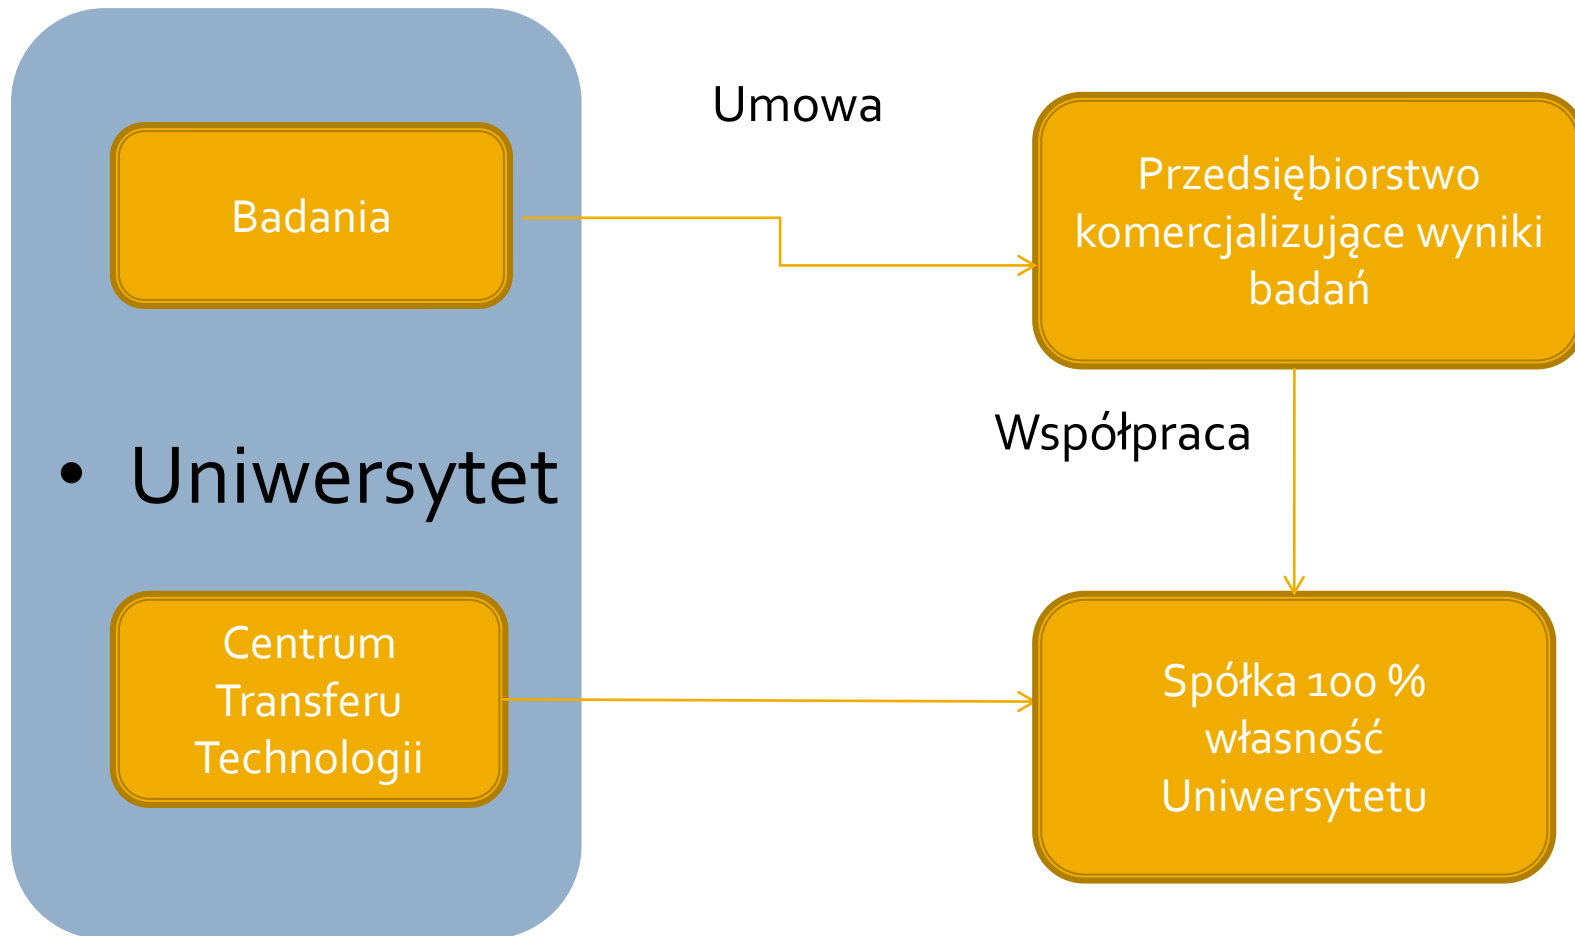 Umowa
Badania
Przedsiębiorstwo
komercjalizujące wyniki
badań
Współpraca
• Uniwersytet
Centrum
Transferu
Technologii
Spółka 100 %
własność
Uniwersytetu